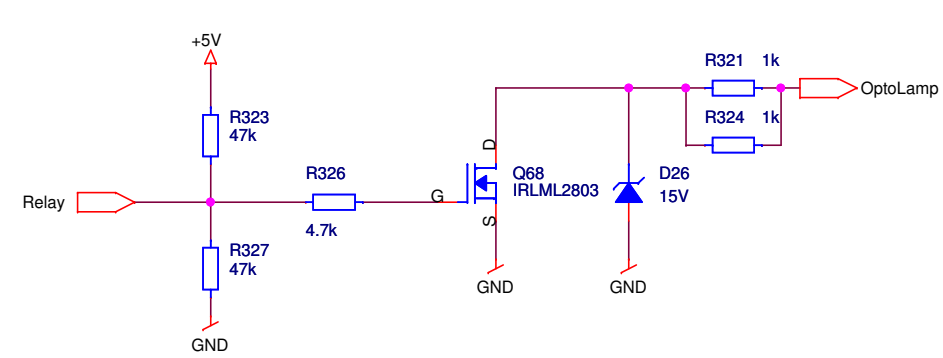 +5V
R321 1k
OptoLamp
R323
47k
R324 1k
D
R326
Q68
IRLML2803
D26
15V
Relay
G
S
4.7k
R327
47k
GND
GND
GND